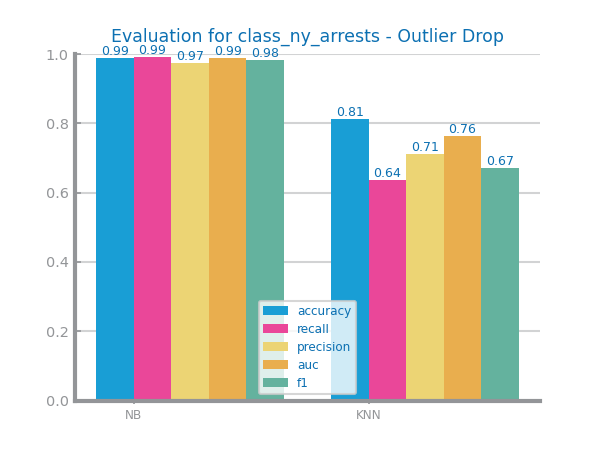 Evaluation for class_ny_arrests - Outlier Drop
1.0
0.8
0.6
0.4
0.2
0.0
0.99
0.99
0.97
0.99
0.98
0.81
0.64
0.71
0.76
0.67
accuracy
recall
precision
auc
f1
NB
KNN